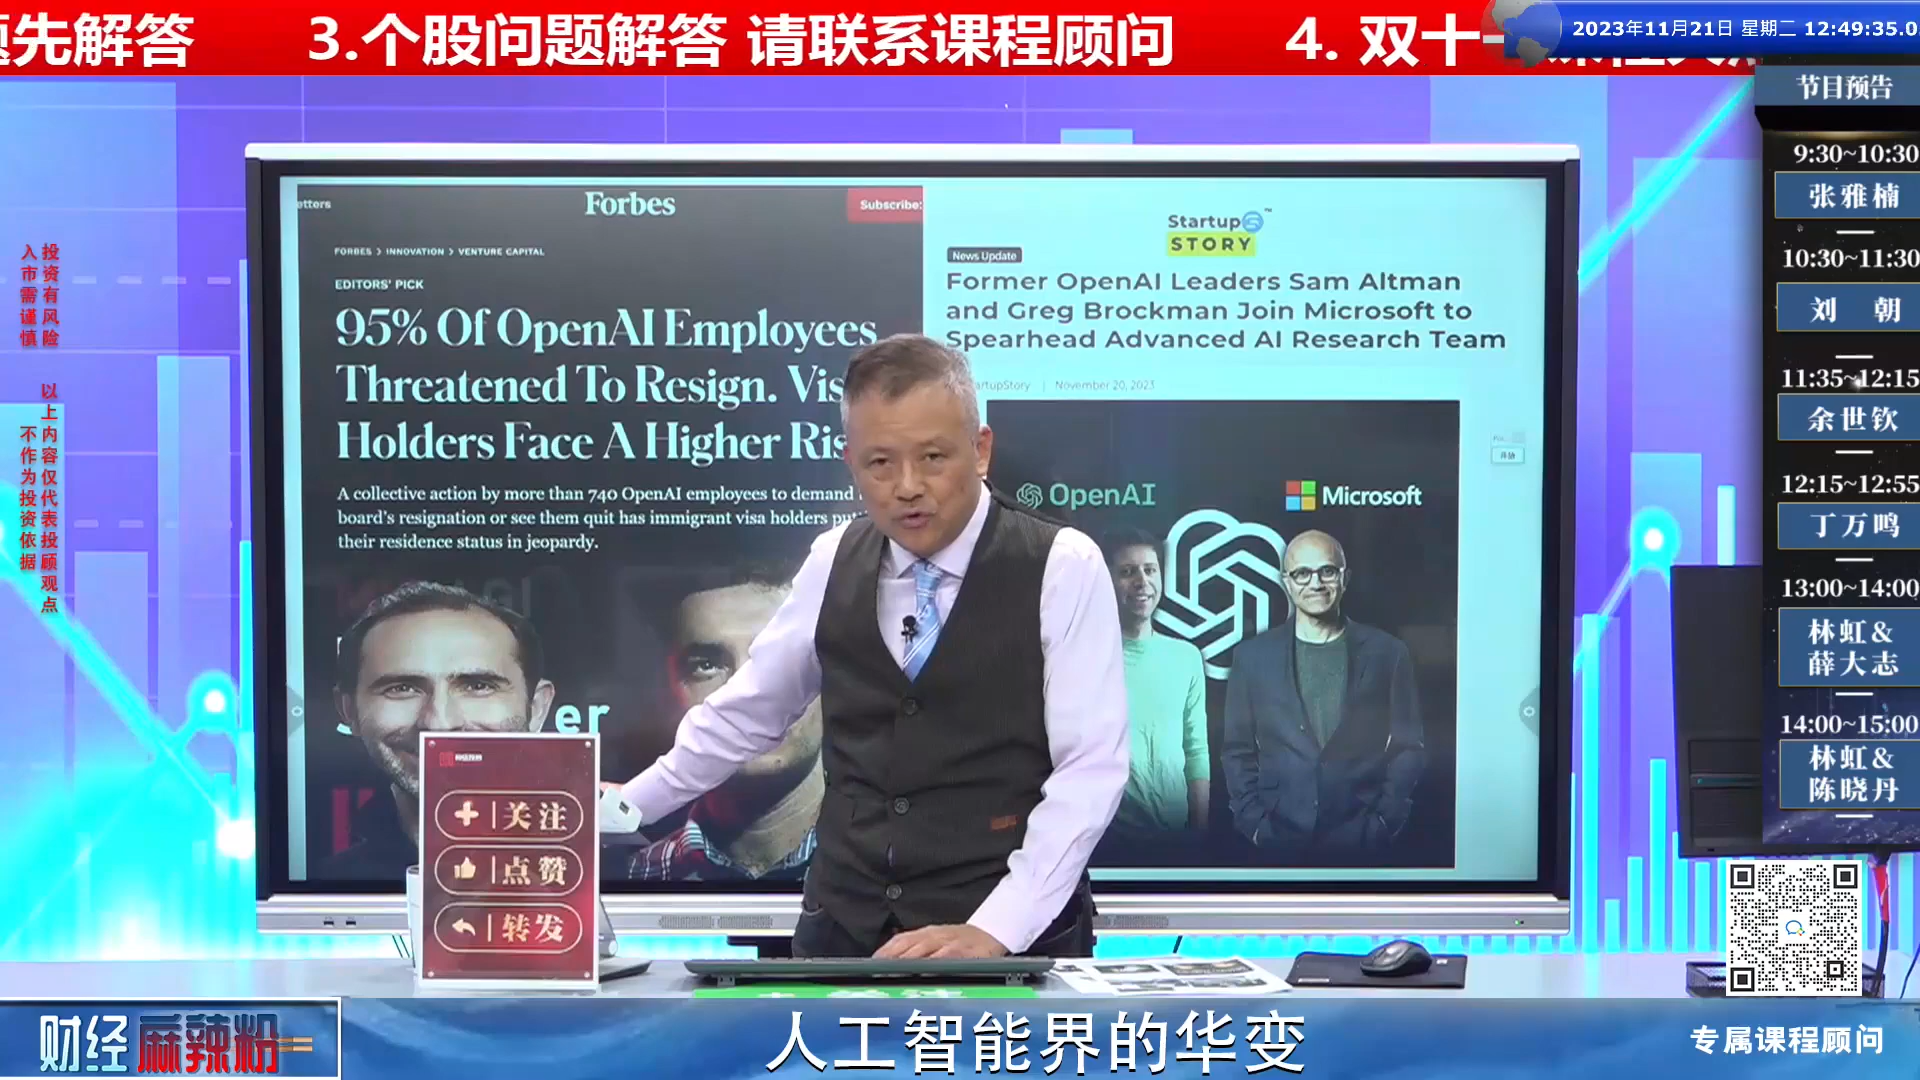 先解答
3.个股问题解答 请联系课程顾问
4. 双十一
2023年11月21日 星期二 12:49:35.0
节目预告
9:30~10:30
张雅楠
10:30~11:30
刘 朝
11:35~12:15
余世钦
12:15~12:55
丁万鸣
13:00~14:00
林虹&
薛大志
14:00~15:00
林虹&
陈晓丹
投资有风险
入市需谨慎
以上内容仅代表投顾观点
不作为投资依据
etters
Forbes
Subscribe:
FORBES > INNOVATION > VENTURE CAPITAL
EDITORS' PICK
95% Of OpenAI Employees
Threatened To Resign. Vis
Holders Face A Higher Ris
A collective action by more than 740 OpenAI employees to demand
board's resignation or see them quit has immigrant visa holders
their residence status in jeopardy.
er
Startup
STORY
News Update
Former OpenAI Leaders Sam Altman
and Greg Brockman Join Microsoft to
Spearhead Advanced AI Research Team
artupStory | November 20, 2023
OpenAI
Microsoft
关注
点赞
转发
财经麻辣粉
人工智能界的华变
专属课程顾问